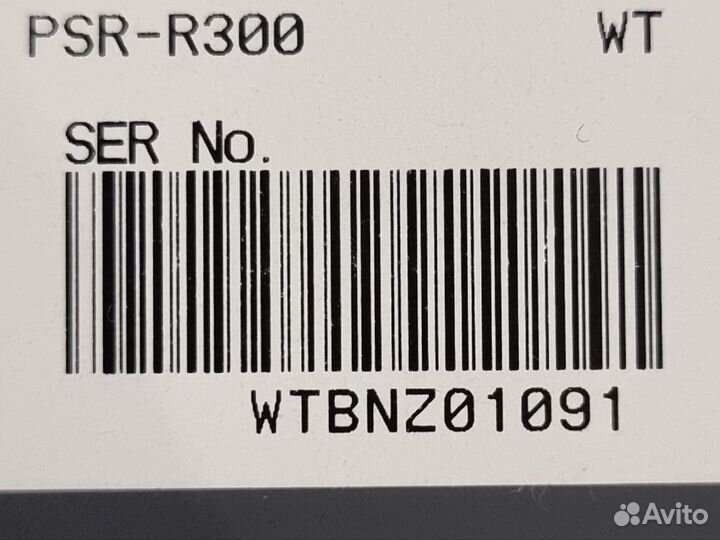 PSR-R300 WT
SER No.
WTBNZ01091
Avito